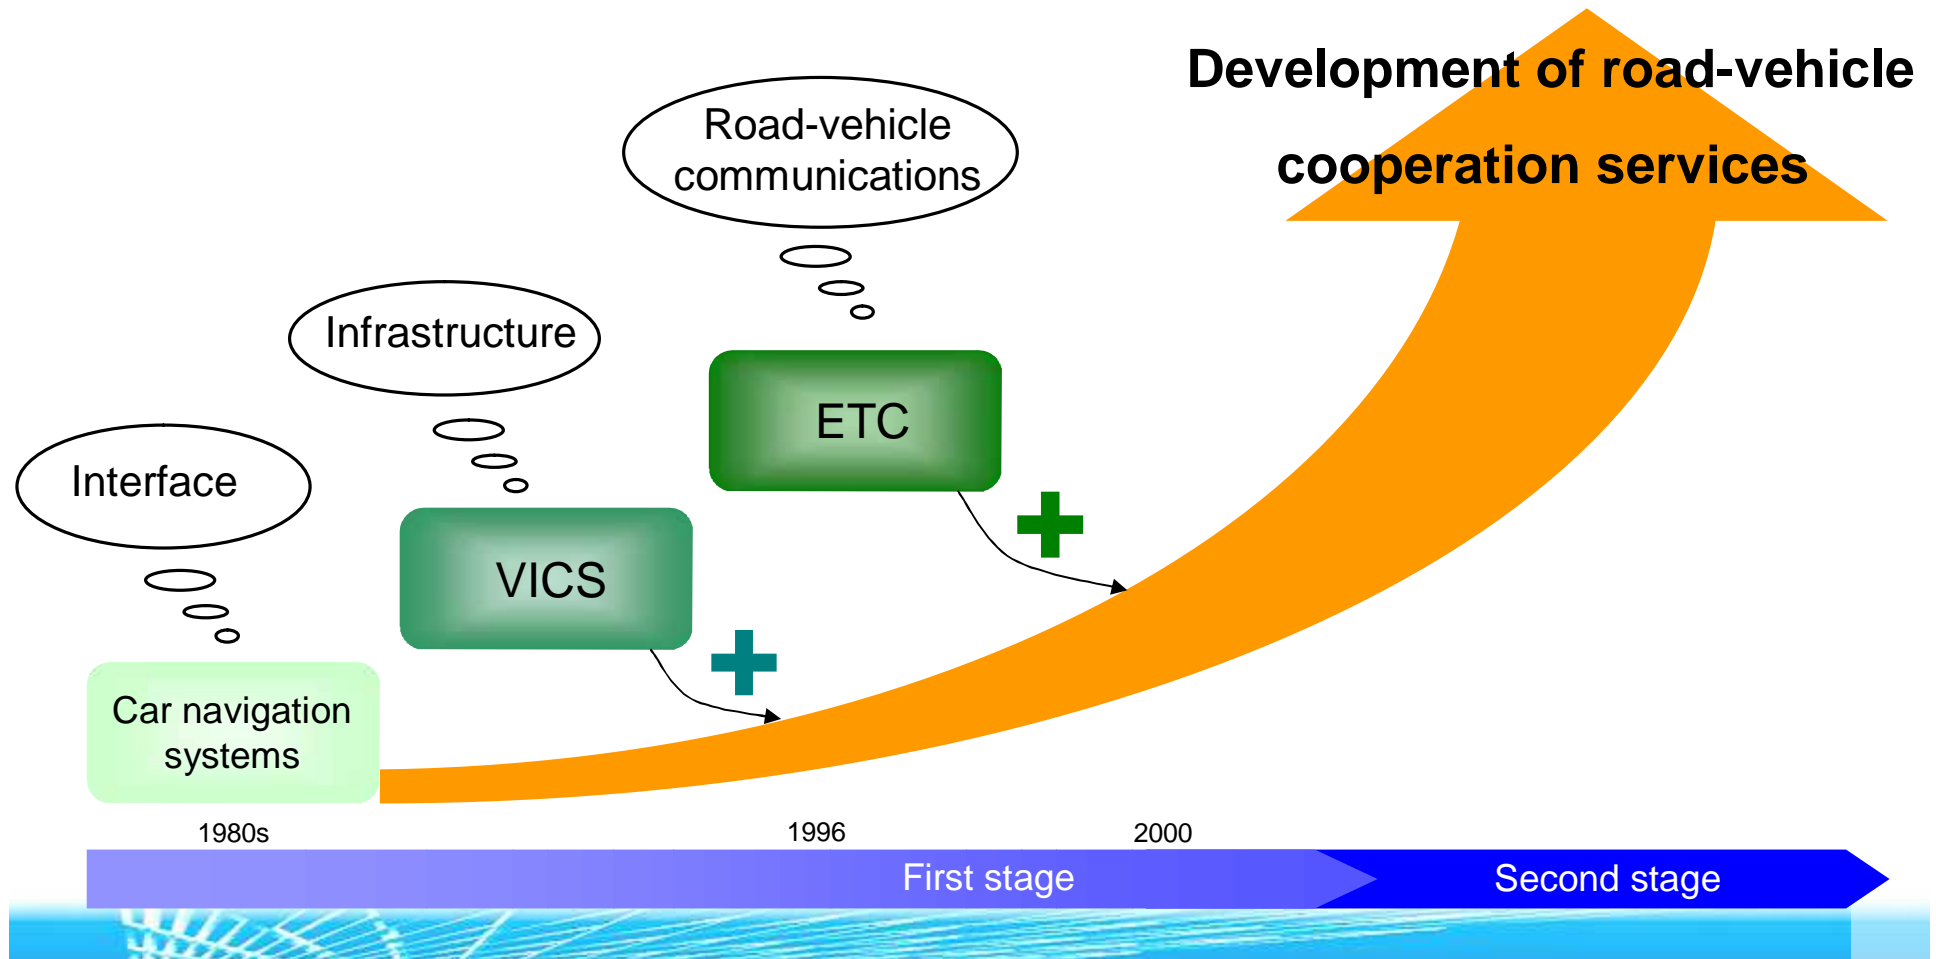 Development of road-vehicle
cooperation services
Road-vehicle
communications
Infrastructure
Interface
ETC
VICS
Car navigation
systems
1980s
1996
2000
First stage
Second stage